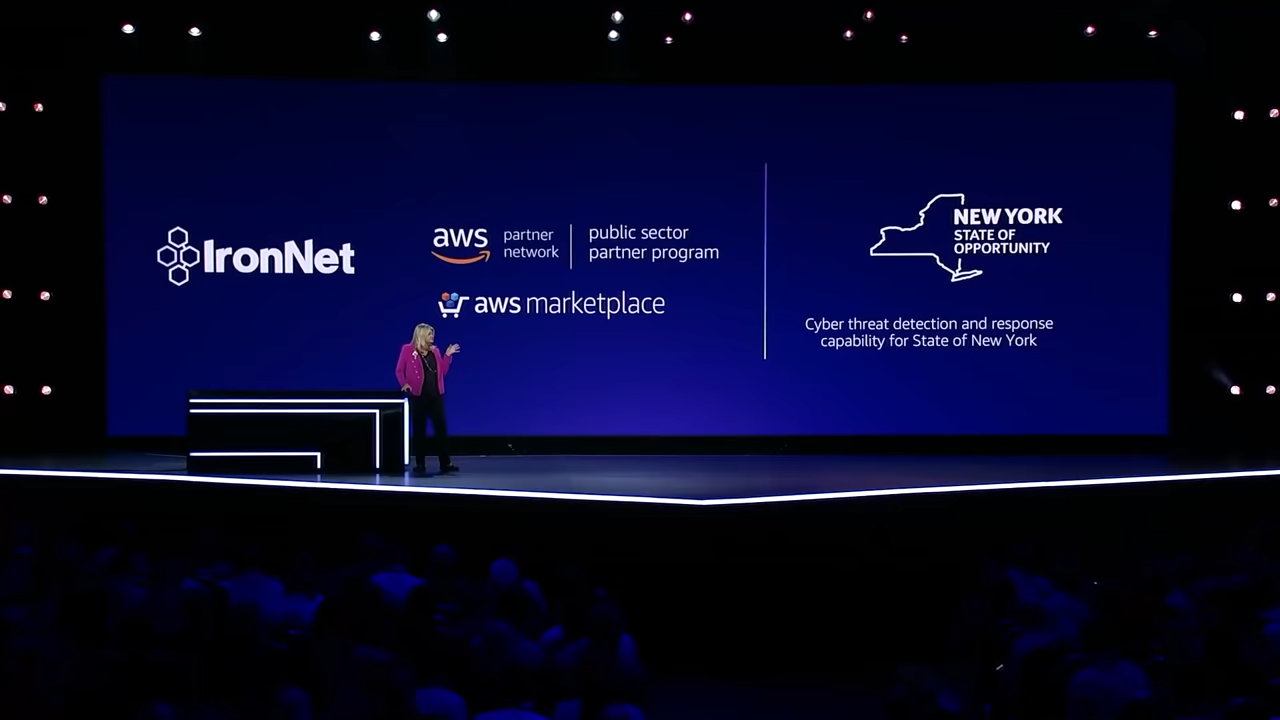 IronNet
aws
partner
network
public sector
partner program
aws marketplace
NEW YORK
STATE OF
OPPORTUNITY
Cyber threat detection and response
capability for State of New York